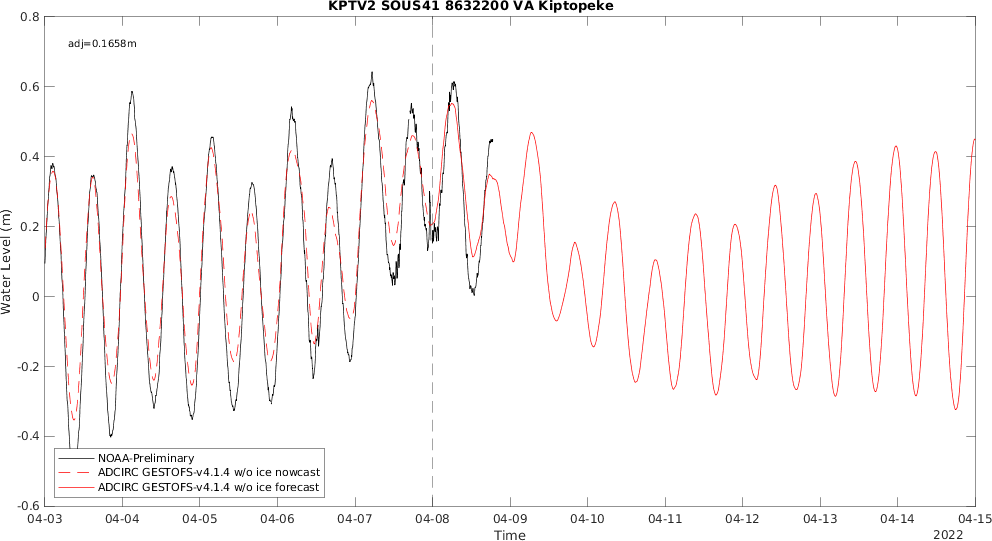 KPTV2 SOUS41 8632200 VA Kiptopeke
adj=0.1658m
Water Level (m)
0.8
0.6
0.4
0.2
0
-0.2
-0.4
-0.6
NOAA-Preliminary
ADCIRC GESTOFS-v4.1.4 w/o ice nowcast
ADCIRC GESTOFS-v4.1.4 w/o ice forecast
04-03 04-04 04-05 04-06 04-07 04-08 04-09 04-10 04-11 04-12 04-13 04-14 04-15
Time
2022